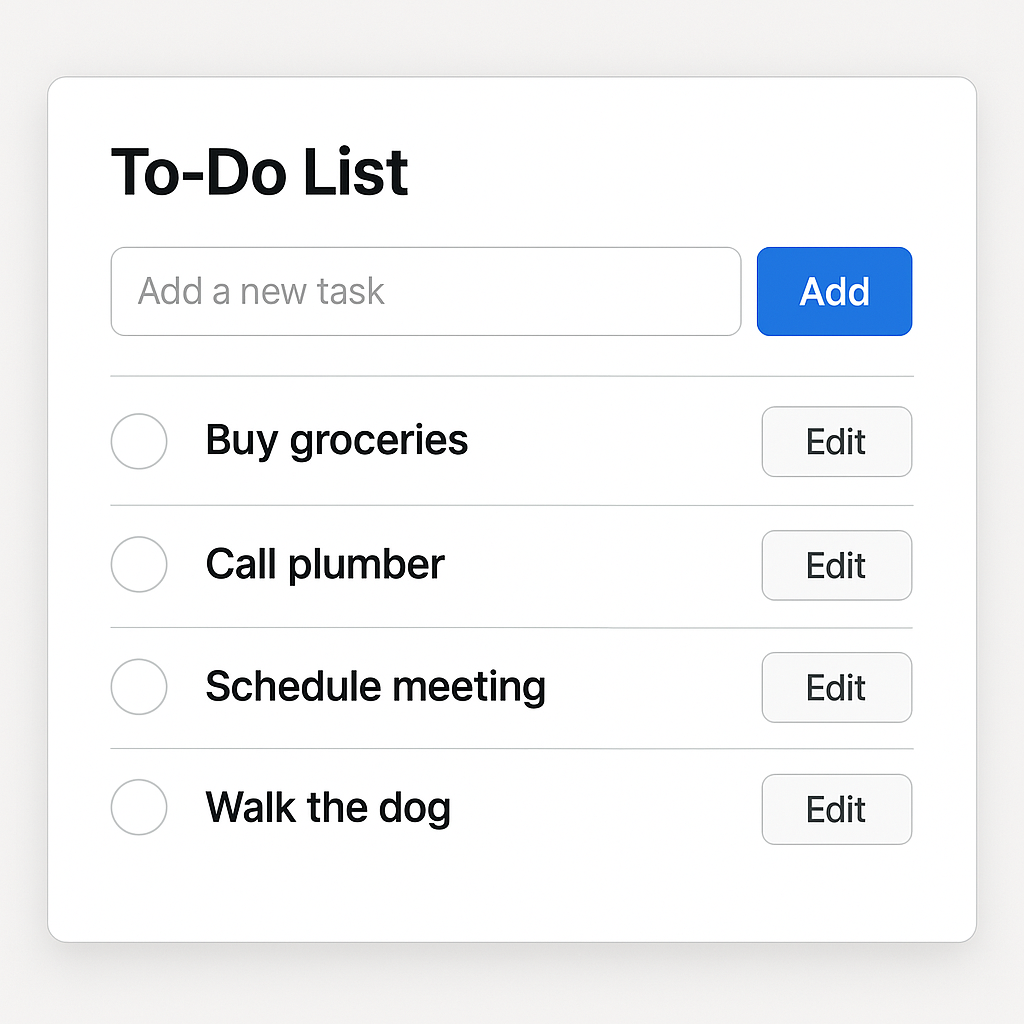 To-Do List
Add a new task
Add
Buy groceries
Edit
Call plumber
Edit
Schedule meeting
Edit
Walk the dog
Edit